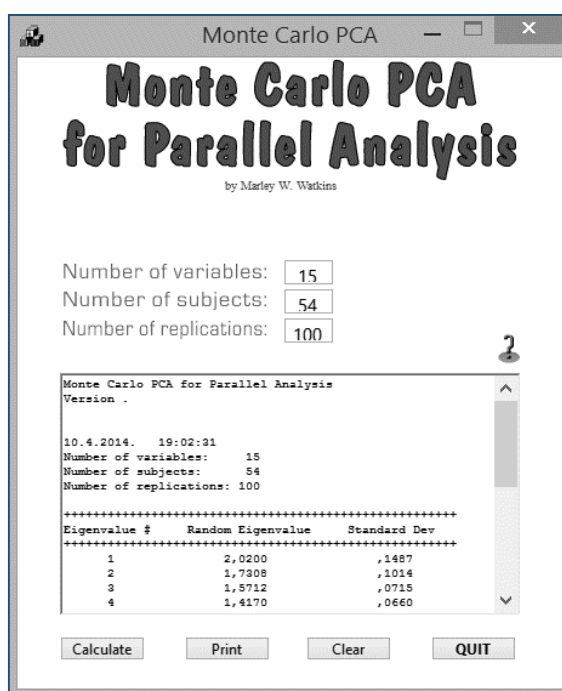 Monte Carlo PCA
Monte Carlo PCA
for Parallel Analysis
by Marley W. Watkins
Number of variables: 15
Number of subjects: 54
Number of replications: 100
?
Monte Carlo PCA for Parallel Analysis
Version .
10.4.2014. 19:02:31
Number of variables: 15
Number of subjects: 54
Number of replications: 100
++++++++++++++++++++++++++++++++++++++++++++++++++++++
Eigenvalue # Random Eigenvalue Standard Dev
++++++++++++++++++++++++++++++++++++++++++++++++++++++
1 2,0200 ,1487
2 1,7308 ,1014
3 1,5712 ,0715
4 1,4170 ,0660
Calculate Print Clear QUIT